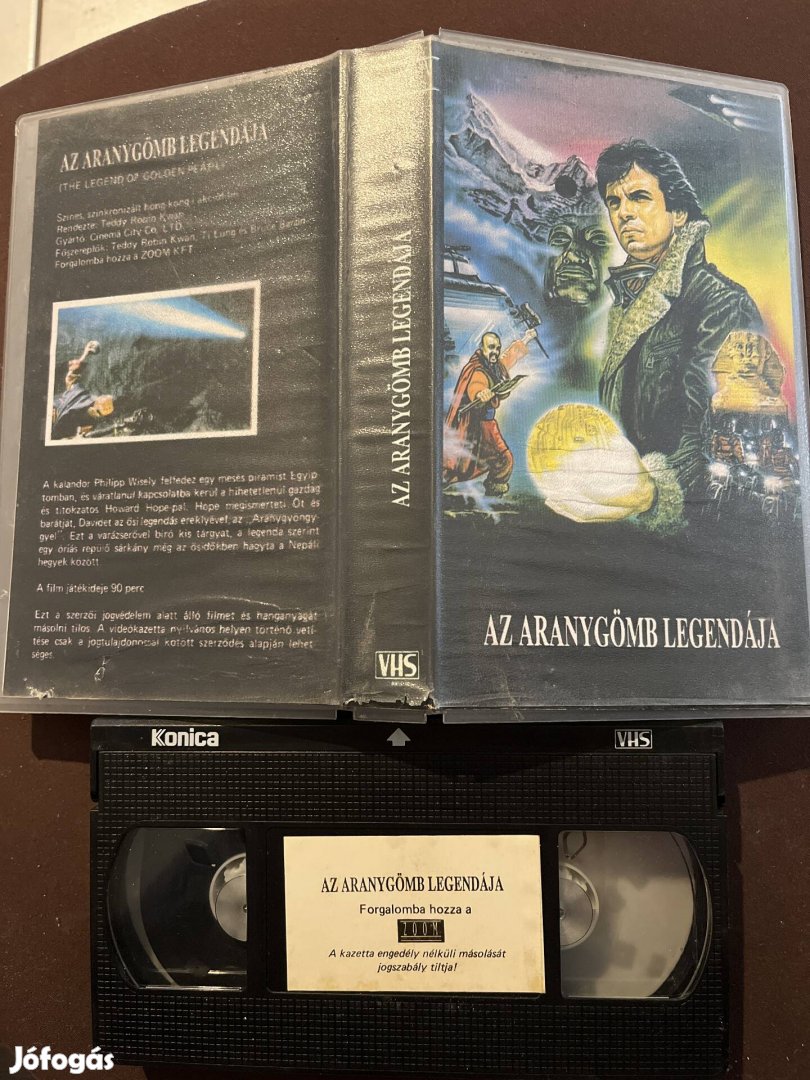 AZ ARANYGÖMB LEGENDÁJA
(THE LEGEND OF GOLDEN PEARL)
Színes, szinkronizált hong-kong i akciófilm
Rendezte: Teddy Robin Kwan
Gyártó: Cinema City Co. LTD.
Főszereplők: Teddy Robin Kwan, Ti Lung és Bruce Baron
Forgalomba hozza a ZOOM KFT.
A kalandor Philipp Wisely felfedez egy mesés piramist Egyip
tomban, és váratlanul kapcsolatba kerül a hihetetlenül gazdag
és titokzatos Howard Hope-pal. Hope megismerteti Őt és
barátját, Davidet az ősi legendás ereklyével, az „Aranygyöngy-
gyel". Ezt a varázserővel bíró kis tárgyat, a legenda szerint
egy óriás repülő sárkány még az ősidőkben hagyta a Nepáli
hegyek között.
A film játékideje 90 perc
Ezt a szerzői jogvédelem alatt álló filmet és hanganyagát
másolni tilos. A videokazetta nyilvános helyen történő vetí-
tése csak a jogtulajdonossal kötött szerződés alapján lehet
séges.
AZ ARANYGÖMB LEGENDÁJA
VHS
AZ ARANYGÖMB LEGENDÁJA
Konica
VHS
AZ ARANYGÖMB LEGENDÁJA
Forgalomba hozza a
ZOOM
A kazetta engedély nélküli másolását
jogszabály tiltja!
Jófogás